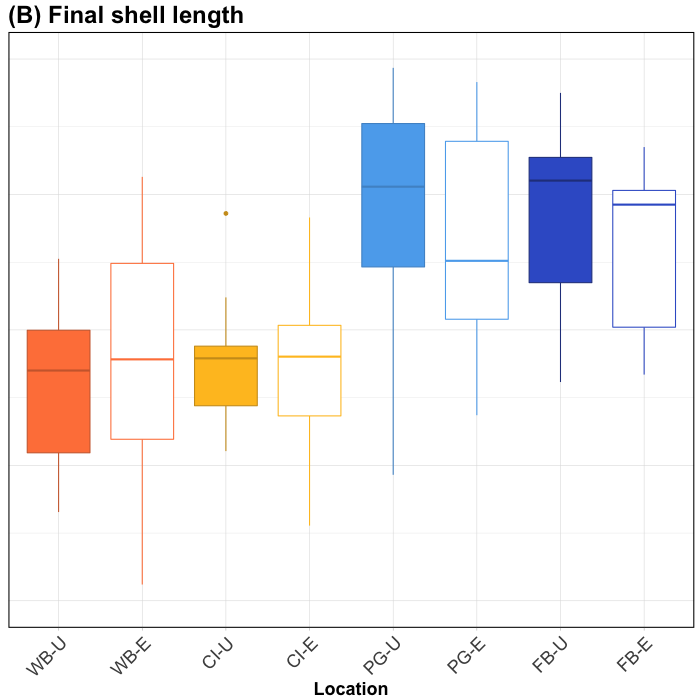 (B) Final shell length
WB-U
WB-E
CI-U
CI-E
PG-U
PG-E
FB-U
FB-E
Location